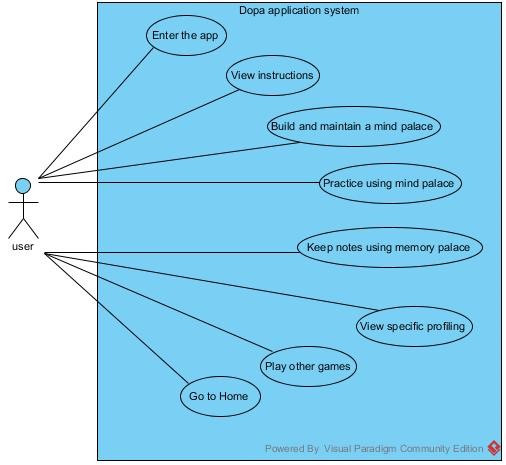 Dopa application system
Enter the app
View instructions
Build and maintain a mind palace
Practice using mind palace
user
Keep notes using memory palace
View specific profiling
Play other games
Go to Home
Powered By Visual Paradigm Community Edition